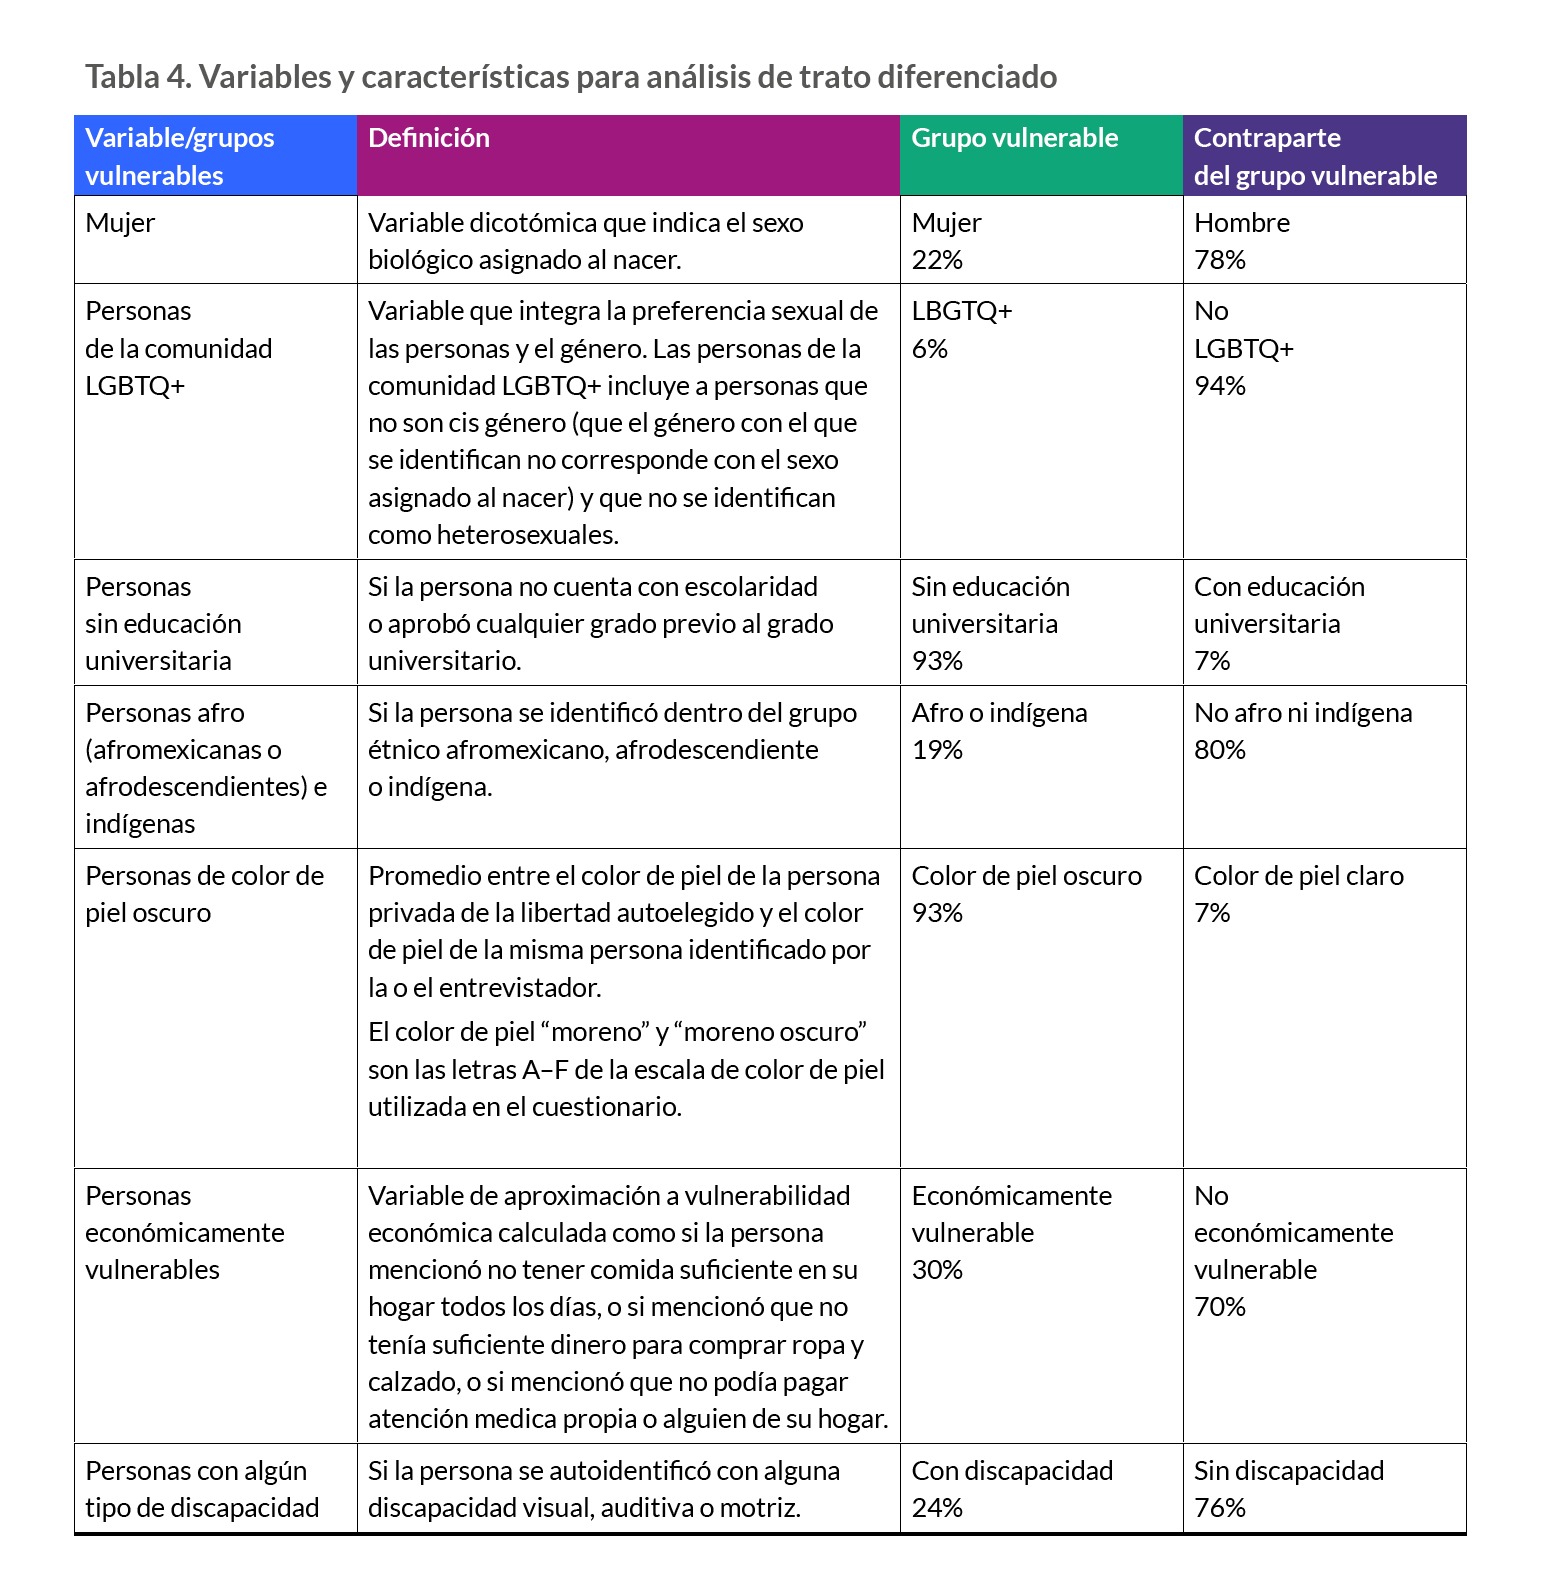 Tabla 4. Variables y características para análisis de trato diferenciado
Variable/grupos
vulnerables
Definición
Grupo vulnerable
Contraparte
del grupo vulnerable
Mujer
Variable dicotómica que indica el sexo
biológico asignado al nacer.
Mujer
22%
Hombre
78%
Personas
de la comunidad
LGBTQ+
Variable que integra la preferencia sexual de
las personas y el género. Las personas de la
comunidad LGBTQ+ incluye a personas que
no son cis género (que el género con el que
se identifican no corresponde con el sexo
asignado al nacer) y que no se identifican
como heterosexuales.
LBGTQ+
6%
No
LGBTQ+
94%
Personas
sin educación
universitaria
Si la persona no cuenta con escolaridad
o aprobó cualquier grado previo al grado
universitario.
Sin educación
universitaria
93%
Con educación
universitaria
7%
Personas afro
(afromexicanas o
afrodescendientes) e
indígenas
Si la persona se identificó dentro del grupo
étnico afromexicano, afrodescendiente
o indígena.
Afro o indígena
19%
No afro ni indígena
80%
Personas de color de
piel oscuro
Promedio entre el color de piel de la persona
privada de la libertad autoelegido y el color
de piel de la misma persona identificado por
la o el entrevistador.
El color de piel “moreno” y “moreno oscuro”
son las letras A–F de la escala de color de piel
utilizada en el cuestionario.
Color de piel oscuro
93%
Color de piel claro
7%
Personas
económicamente
vulnerables
Variable de aproximación a vulnerabilidad
económica calculada como si la persona
mencionó no tener comida suficiente en su
hogar todos los días, o si mencionó que no
tenía suficiente dinero para comprar ropa y
calzado, o si mencionó que no podía pagar
atención medica propia o alguien de su hogar.
Económicamente
vulnerable
30%
No
económicamente
vulnerable
70%
Personas con algún
tipo de discapacidad
Si la persona se autoidentificó con alguna
discapacidad visual, auditiva o motriz.
Con discapacidad
24%
Sin discapacidad
76%